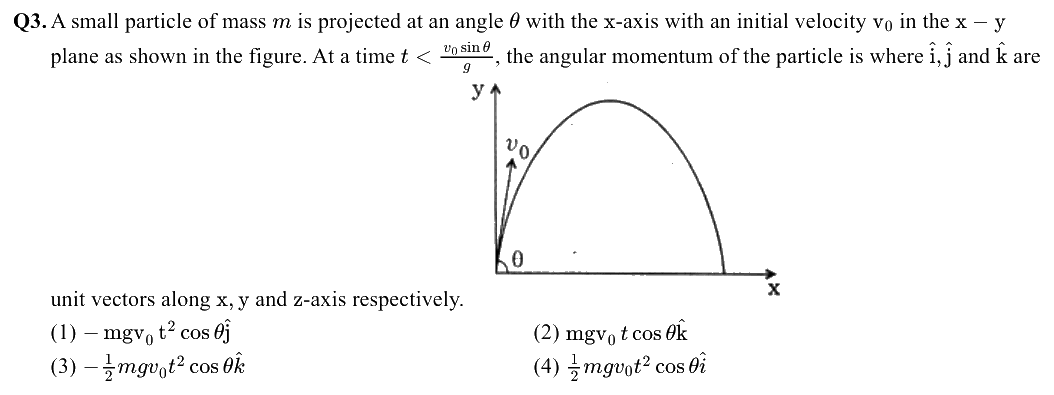 Q3. A small particle of mass m is projected at an angle θ with the x-axis with an initial velocity v₀ in the x − y
plane as shown in the figure. At a time t < v₀ sin θ / g, the angular momentum of the particle is where î, ĵ and k̂ are
y
v₀
θ
x
unit vectors along x, y and z-axis respectively.
(1) − mgv₀ t² cos θĵ
(2) mgv₀ t cos θk̂
(3) −½mgv₀t² cos θk̂
(4) ½mgv₀t² cos θî